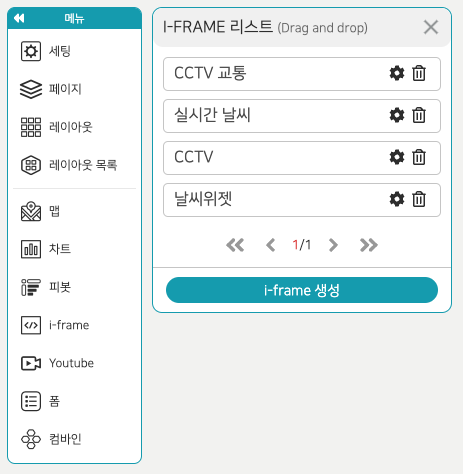 메뉴
세팅
페이지
레이아웃
레이아웃 목록
맵
차트
피봇
i-frame
Youtube
폼
컴바인
I-FRAME 리스트 (Drag and drop)
CCTV 교통
실시간 날씨
CCTV
날씨위젯
1/1
i-frame 생성